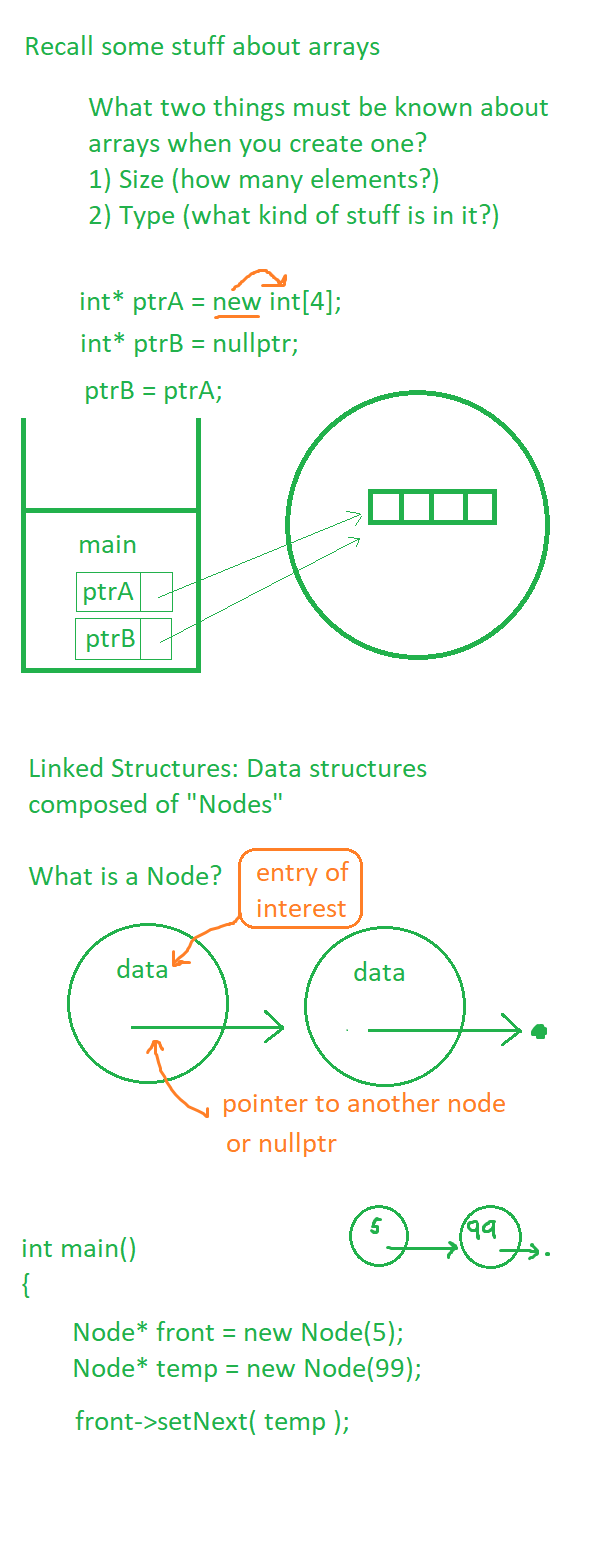 Recall some stuff about arrays
What two things must be known about
arrays when you create one?
1) Size (how many elements?)
2) Type (what kind of stuff is in it?)
int* ptrA = new int[4];
int* ptrB = nullptr;
ptrB = ptrA;
main
ptrA
ptrB
Linked Structures: Data structures
composed of "Nodes"
What is a Node?
entry of
interest
data
data
pointer to another node
or nullptr
5
99
int main()
{
Node* front = new Node(5);
Node* temp = new Node(99);
front->setNext( temp );